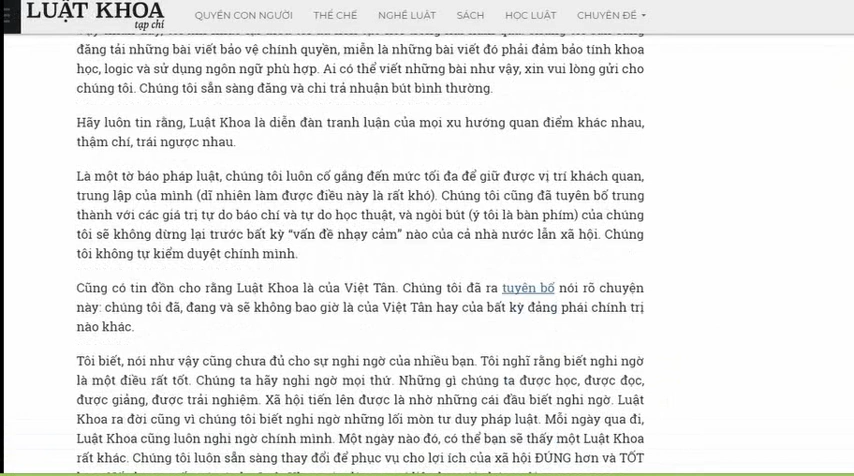 LUẬT KHOA
tạp chí
QUYỀN CON NGƯỜI THỂ CHẾ NGHỀ LUẬT SÁCH HỌC LUẬT CHUYÊN ĐỀ
đăng tải những bài viết bảo vệ chính quyền, miễn là những bài viết đó phải đảm bảo tính khoa
học, logic và sử dụng ngôn ngữ phù hợp. Ai có thể viết những bài như vậy, xin vui lòng gửi cho
chúng tôi. Chúng tôi sẵn sàng đăng và chi trả nhuận bút bình thường.
Hãy luôn tin rằng, Luật Khoa là diễn đàn tranh luận của mọi xu hướng quan điểm khác nhau,
thậm chí, trái ngược nhau.
Là một tờ báo pháp luật, chúng tôi luôn cố gắng đến mức tối đa để giữ được vị trí khách quan,
trung lập của mình (dĩ nhiên làm được điều này là rất khó). Chúng tôi cũng đã tuyên bố trung
thành với các giá trị tự do báo chí và tự do học thuật, và ngòi bút (ý tôi là bàn phím) của chúng
tôi sẽ không dừng lại trước bất kỳ “vấn đề nhạy cảm” nào của cả nhà nước lẫn xã hội. Chúng
tôi không tự kiểm duyệt chính mình.
Cũng có tin đồn cho rằng Luật Khoa là của Việt Tân. Chúng tôi đã ra tuyên bố nói rõ chuyện
này: chúng tôi đã, đang và sẽ không bao giờ là của Việt Tân hay của bất kỳ đảng phái chính trị
nào khác.
Tôi biết, nói như vậy cũng chưa đủ cho sự nghi ngờ của nhiều bạn. Tôi nghĩ rằng biết nghi ngờ
là một điều rất tốt. Chúng ta hãy nghi ngờ mọi thứ. Những gì chúng ta được học, được đọc,
được giảng, được trải nghiệm. Xã hội tiến lên được là nhờ những cái đầu biết nghi ngờ. Luật
Khoa ra đời cũng vì chúng tôi biết nghi ngờ những lối mòn tư duy pháp luật. Mỗi ngày qua đi,
Luật Khoa cũng luôn nghi ngờ chính mình. Một ngày nào đó, có thể bạn sẽ thấy một Luật Khoa
rất khác. Chúng tôi luôn sẵn sàng thay đổi để phục vụ cho lợi ích của xã hội ĐÚNG hơn và TỐT